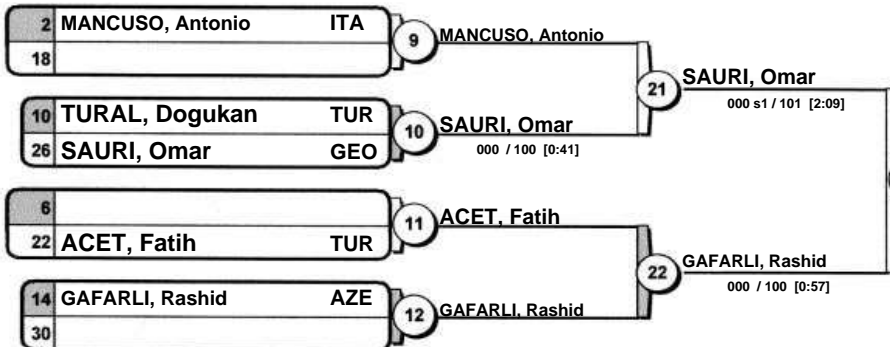 2 MANCUSO, Antonio ITA
18
9
MANCUSO, Antonio
10 TURAL, Dogukan TUR
26 SAURI, Omar GEO
10
SAURI, Omar
000 / 100 [0:41]
21
SAURI, Omar
000 s1 / 101 [2:09]
6
22 ACET, Fatih TUR
11
ACET, Fatih
14 GAFARLI, Rashid AZE
30
12
GAFARLI, Rashid
22
GAFARLI, Rashid
000 / 100 [0:57]